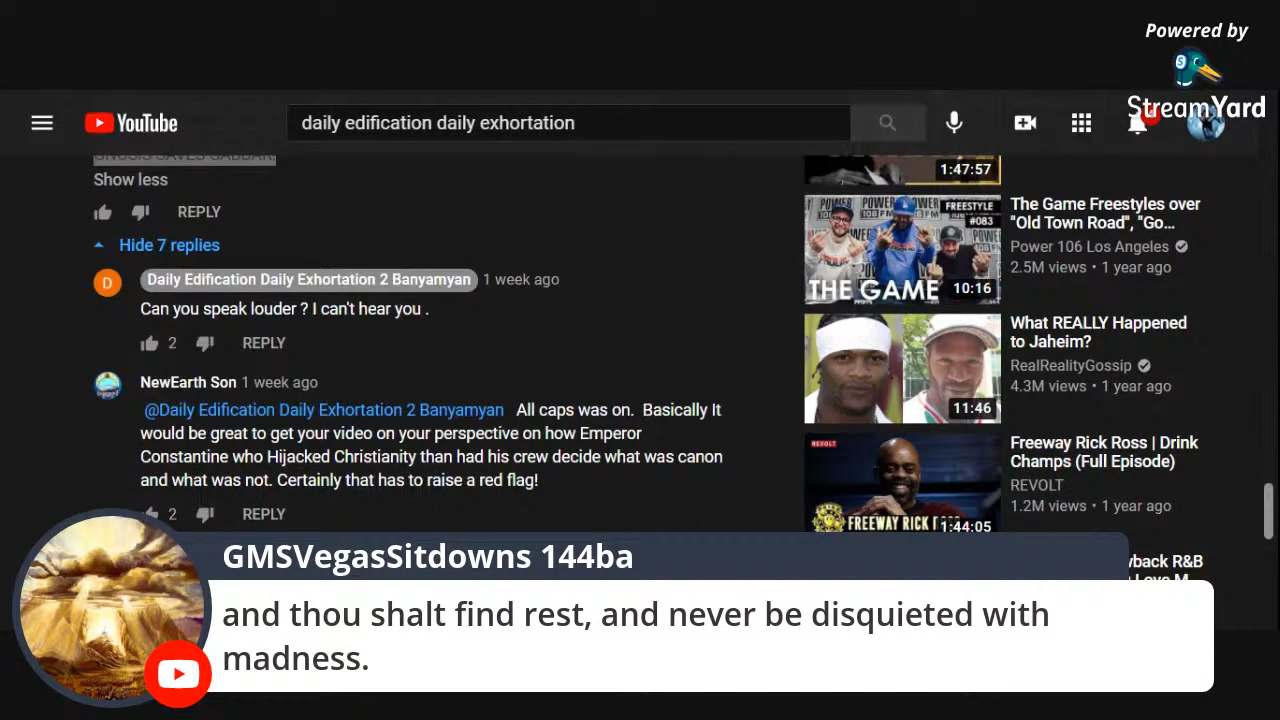 Powered by
StreamYard
YouTube
daily edification daily exhortation
GNOSIS SAVES GABBAR!
Show less
REPLY
Hide 7 replies
D
Daily Edification Daily Exhortation 2 Banyamyan 1 week ago
Can you speak louder ? I can't hear you .
2 REPLY
NewEarth Son 1 week ago
@Daily Edification Daily Exhortation 2 Banyamyan All caps was on. Basically It
would be great to get your video on your perspective on how Emperor
Constantine who Hijacked Christianity than had his crew decide what was canon
and what was not. Certainly that has to raise a red flag!
2 REPLY
1:47:57
POWER 106 FM
FREESTYLE
#083
THE GAME
10:16
The Game Freestyles over
"Old Town Road", "Go...
Power 106 Los Angeles
2.5M views • 1 year ago
11:46
What REALLY Happened
to Jaheim?
RealRealityGossip
4.3M views • 1 year ago
REVOLT
FREEWAY RICK
1:44:05
Freeway Rick Ross | Drink
Champs (Full Episode)
REVOLT
1.2M views • 1 year ago
R&B
GMSVegasSitdowns 144ba
and thou shalt find rest, and never be disquieted with
madness.